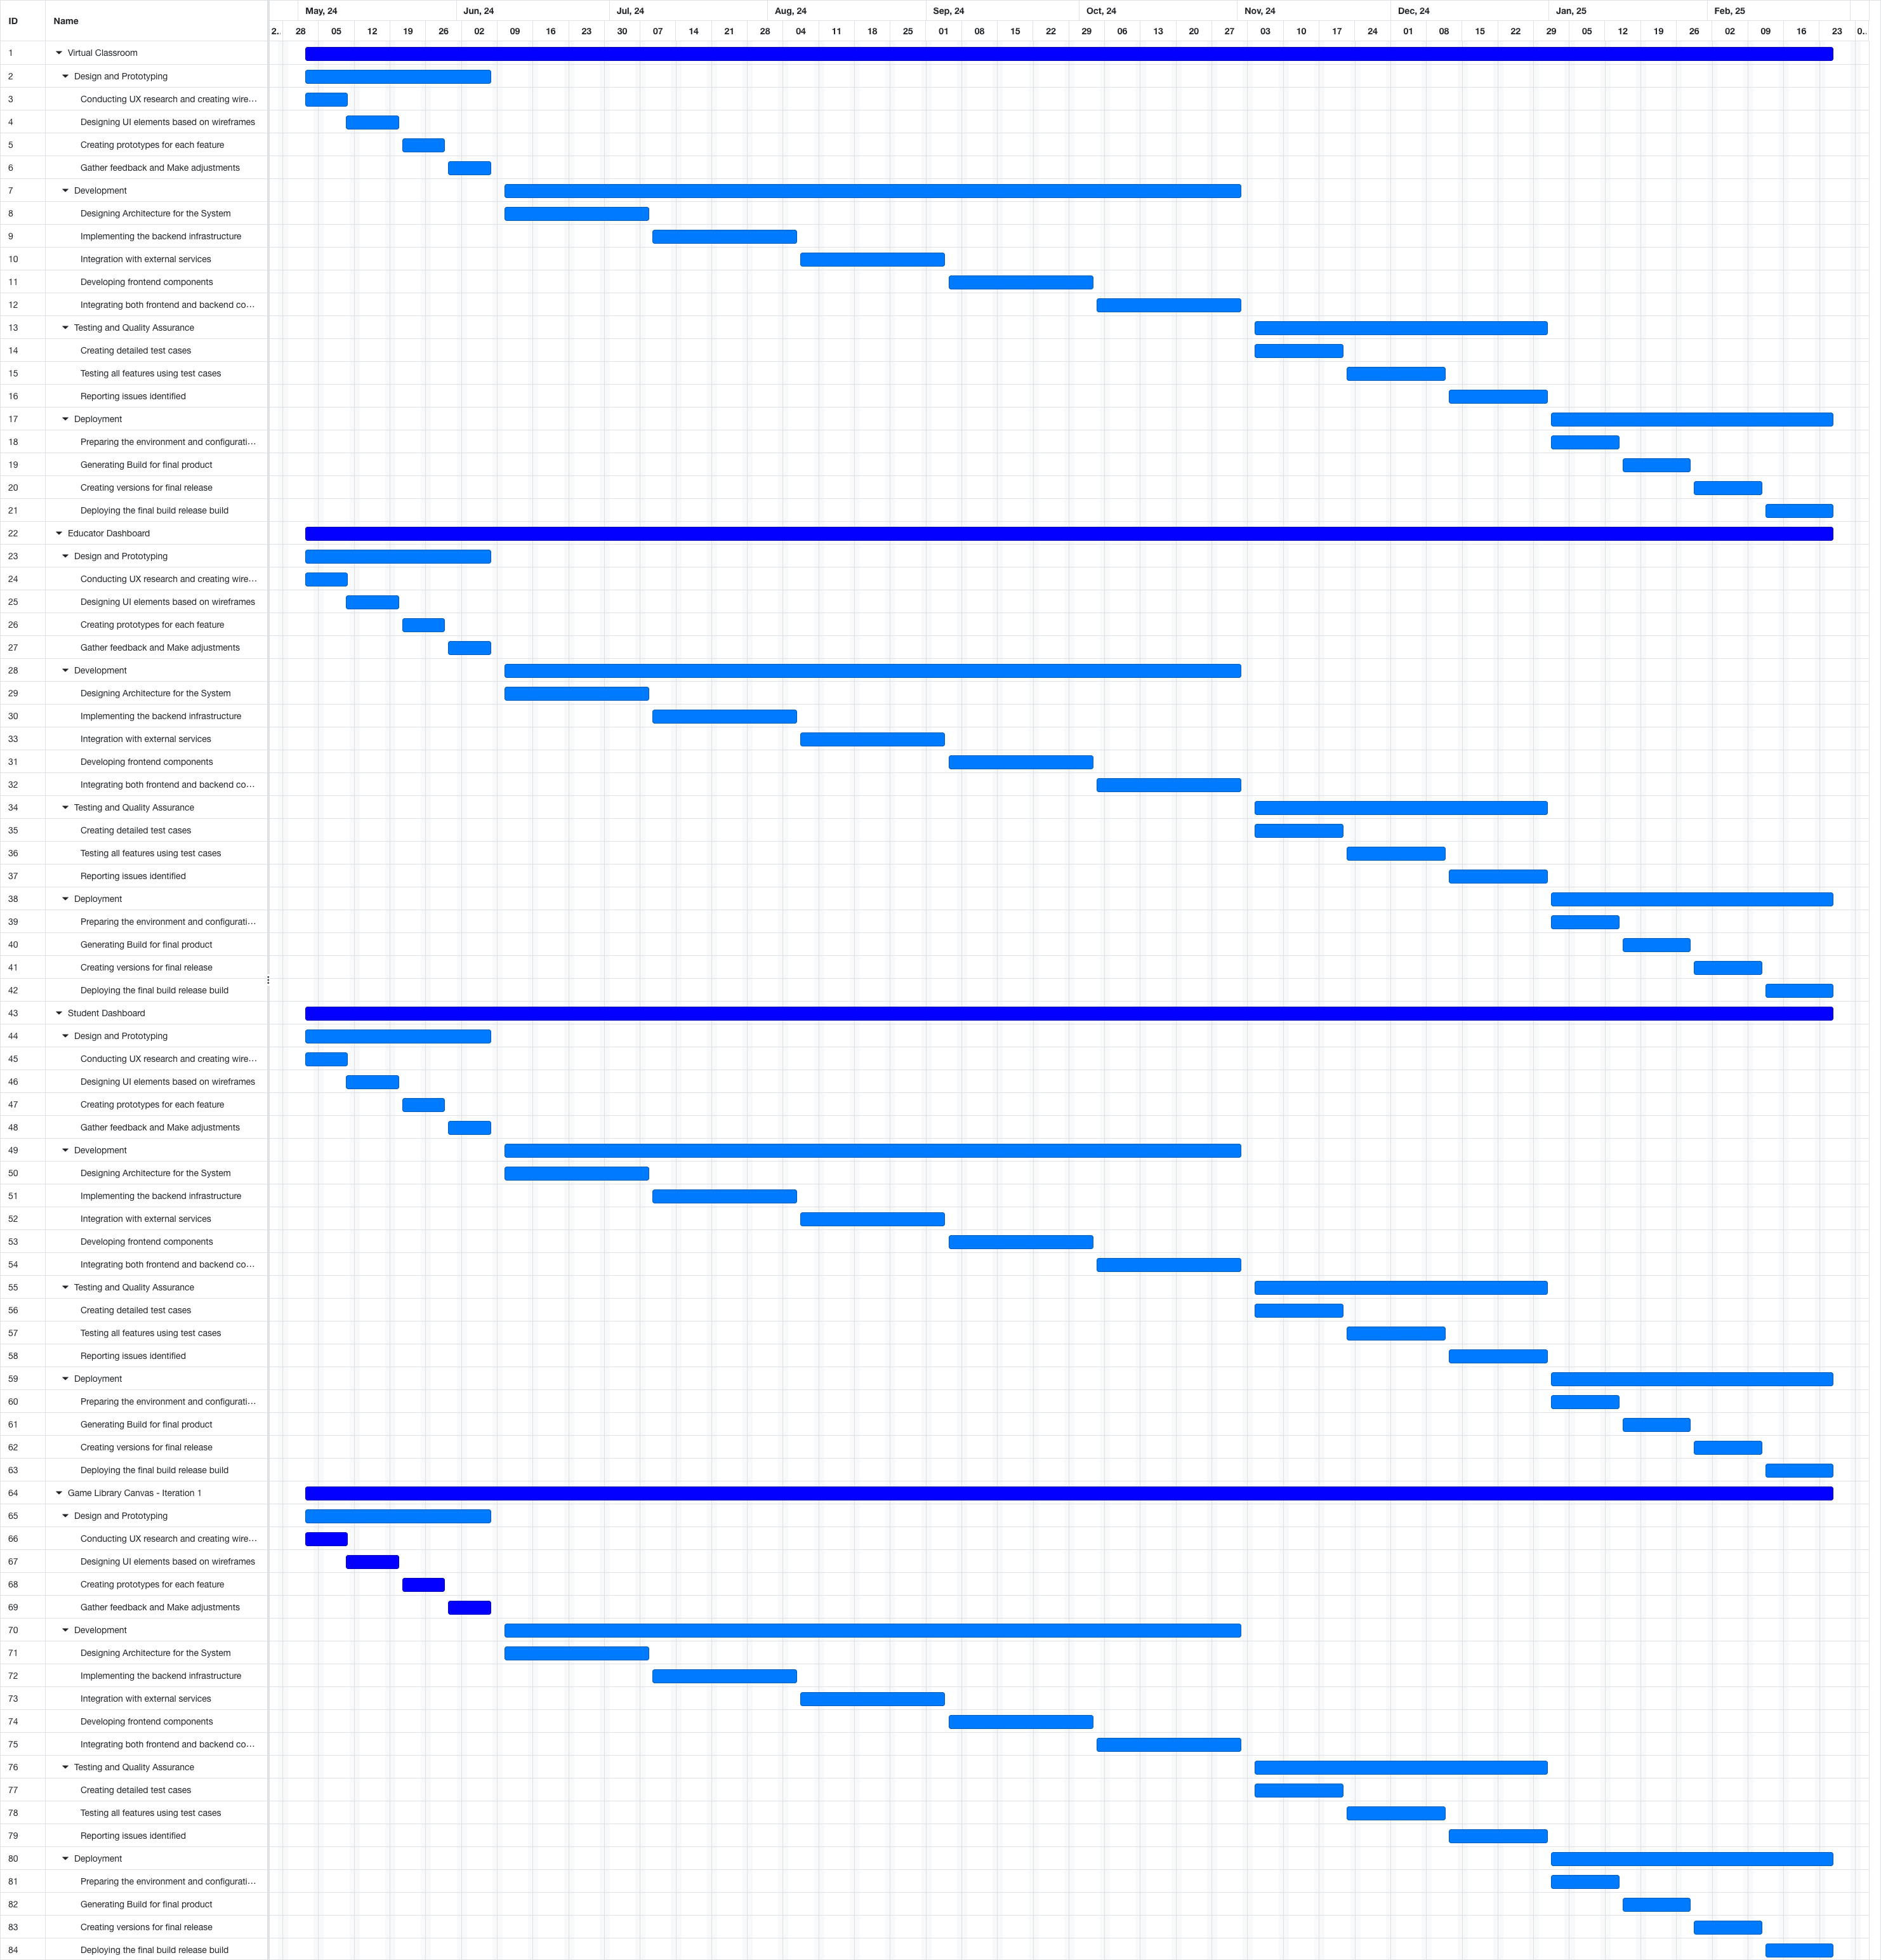 ID Name May, 24 Jun, 24 Jul, 24 Aug, 24 Sep, 24 Oct, 24 Nov, 24 Dec, 24 Jan, 25 Feb, 25
2.. 28 05 12 19 26 02 09 16 23 30 07 14 21 28 04 11 18 25 01 08 15 22 29 06 13 20 27 03 10 17 24 01 08 15 22 29 05 12 19 26 02 09 16 23 0..
1 Virtual Classroom
2 Design and Prototyping
3 Conducting UX research and creating wire...
4 Designing UI elements based on wireframes
5 Creating prototypes for each feature
6 Gather feedback and Make adjustments
7 Development
8 Designing Architecture for the System
9 Implementing the backend infrastructure
10 Integration with external services
11 Developing frontend components
12 Integrating both frontend and backend co...
13 Testing and Quality Assurance
14 Creating detailed test cases
15 Testing all features using test cases
16 Reporting issues identified
17 Deployment
18 Preparing the environment and configurati...
19 Generating Build for final product
20 Creating versions for final release
21 Deploying the final build release build
22 Educator Dashboard
23 Design and Prototyping
24 Conducting UX research and creating wire...
25 Designing UI elements based on wireframes
26 Creating prototypes for each feature
27 Gather feedback and Make adjustments
28 Development
29 Designing Architecture for the System
30 Implementing the backend infrastructure
33 Integration with external services
31 Developing frontend components
32 Integrating both frontend and backend co...
34 Testing and Quality Assurance
35 Creating detailed test cases
36 Testing all features using test cases
37 Reporting issues identified
38 Deployment
39 Preparing the environment and configurati...
40 Generating Build for final product
41 Creating versions for final release
42 Deploying the final build release build
43 Student Dashboard
44 Design and Prototyping
45 Conducting UX research and creating wire...
46 Designing UI elements based on wireframes
47 Creating prototypes for each feature
48 Gather feedback and Make adjustments
49 Development
50 Designing Architecture for the System
51 Implementing the backend infrastructure
52 Integration with external services
53 Developing frontend components
54 Integrating both frontend and backend co...
55 Testing and Quality Assurance
56 Creating detailed test cases
57 Testing all features using test cases
58 Reporting issues identified
59 Deployment
60 Preparing the environment and configurati...
61 Generating Build for final product
62 Creating versions for final release
63 Deploying the final build release build
64 Game Library Canvas - Iteration 1
65 Design and Prototyping
66 Conducting UX research and creating wire...
67 Designing UI elements based on wireframes
68 Creating prototypes for each feature
69 Gather feedback and Make adjustments
70 Development
71 Designing Architecture for the System
72 Implementing the backend infrastructure
73 Integration with external services
74 Developing frontend components
75 Integrating both frontend and backend co...
76 Testing and Quality Assurance
77 Creating detailed test cases
78 Testing all features using test cases
79 Reporting issues identified
80 Deployment
81 Preparing the environment and configurati...
82 Generating Build for final product
83 Creating versions for final release
84 Deploying the final build release build